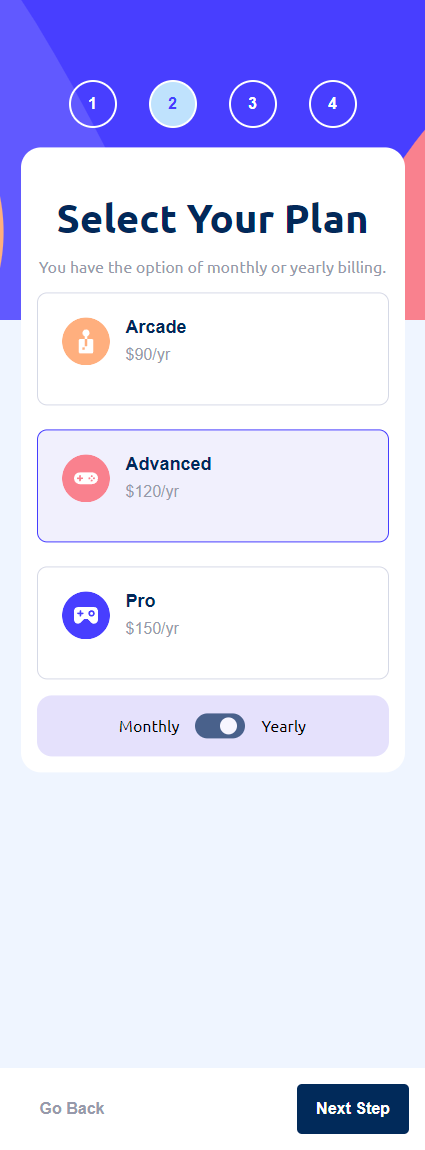 1 2 3 4
Select Your Plan
You have the option of monthly or yearly billing.
Arcade
$90/yr
Advanced
$120/yr
Pro
$150/yr
Monthly Yearly
Go Back Next Step